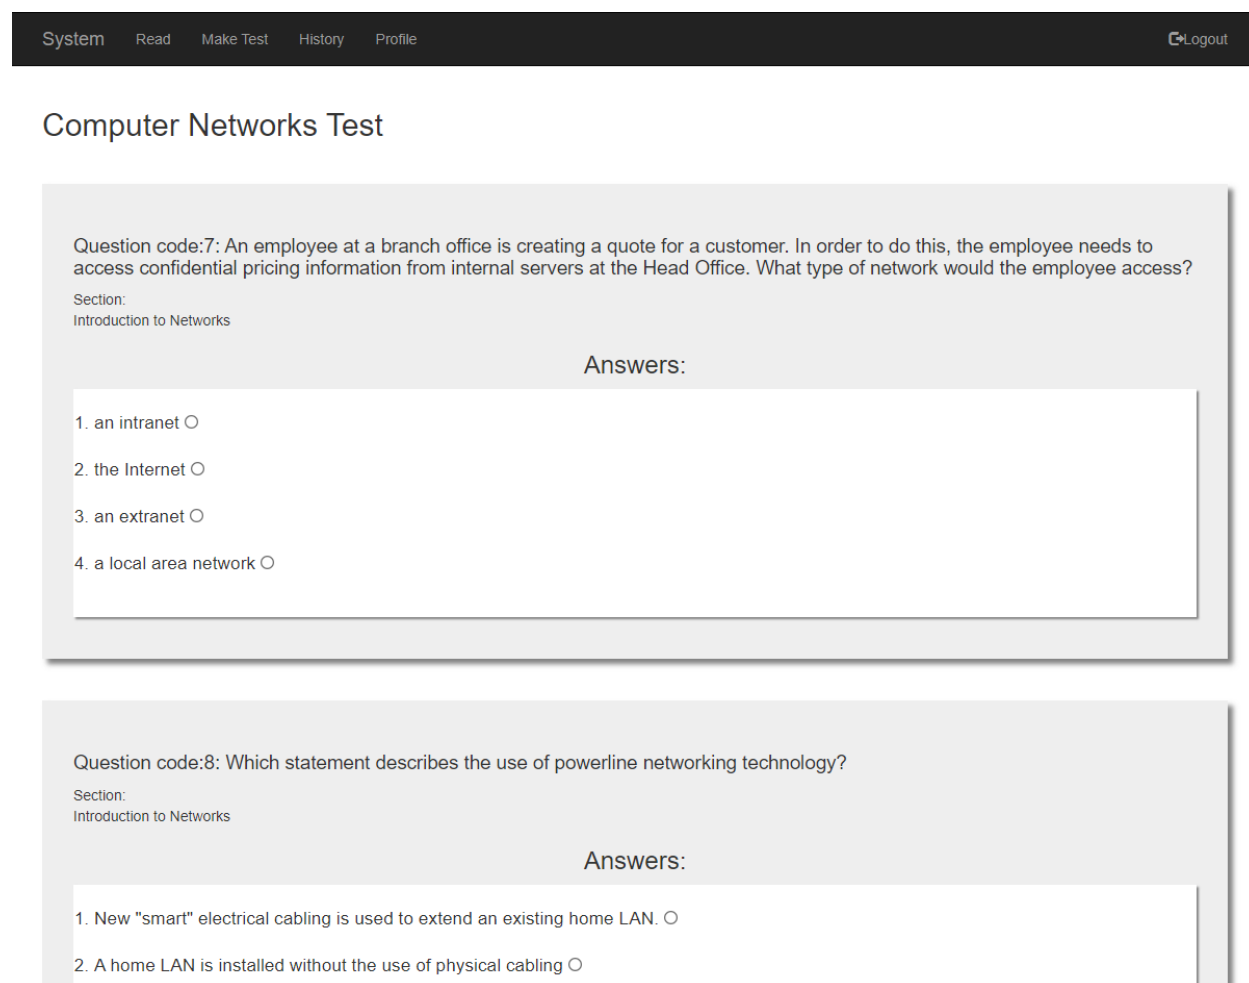 System Read Make Test History Profile Logout
Computer Networks Test
Question code:7: An employee at a branch office is creating a quote for a customer. In order to do this, the employee needs to
access confidential pricing information from internal servers at the Head Office. What type of network would the employee access?
Section:
Introduction to Networks
Answers:
1. an intranet
2. the Internet
3. an extranet
4. a local area network
Question code:8: Which statement describes the use of powerline networking technology?
Section:
Introduction to Networks
Answers:
1. New "smart" electrical cabling is used to extend an existing home LAN.
2. A home LAN is installed without the use of physical cabling